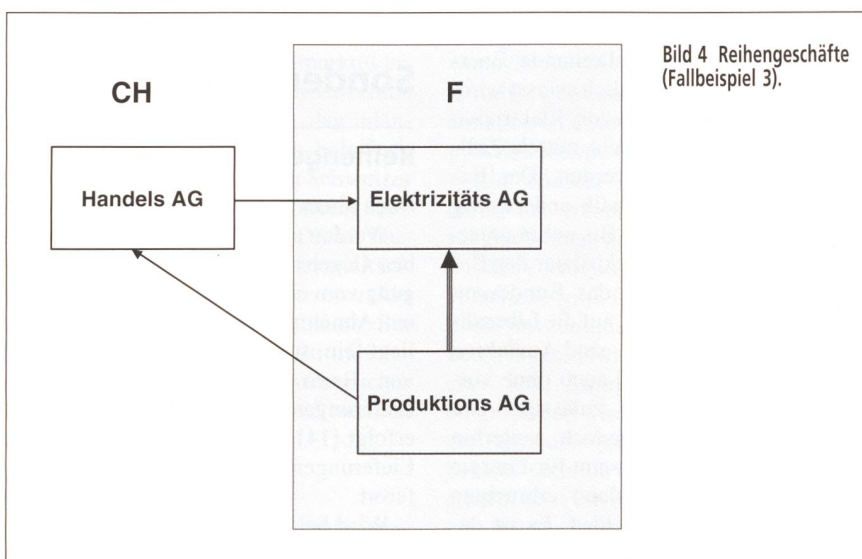 Bild 4 Reihengeschäfte
(Fallbeispiel 3).
CH
F
Handels AG
Elektrizitäts AG
Produktions AG